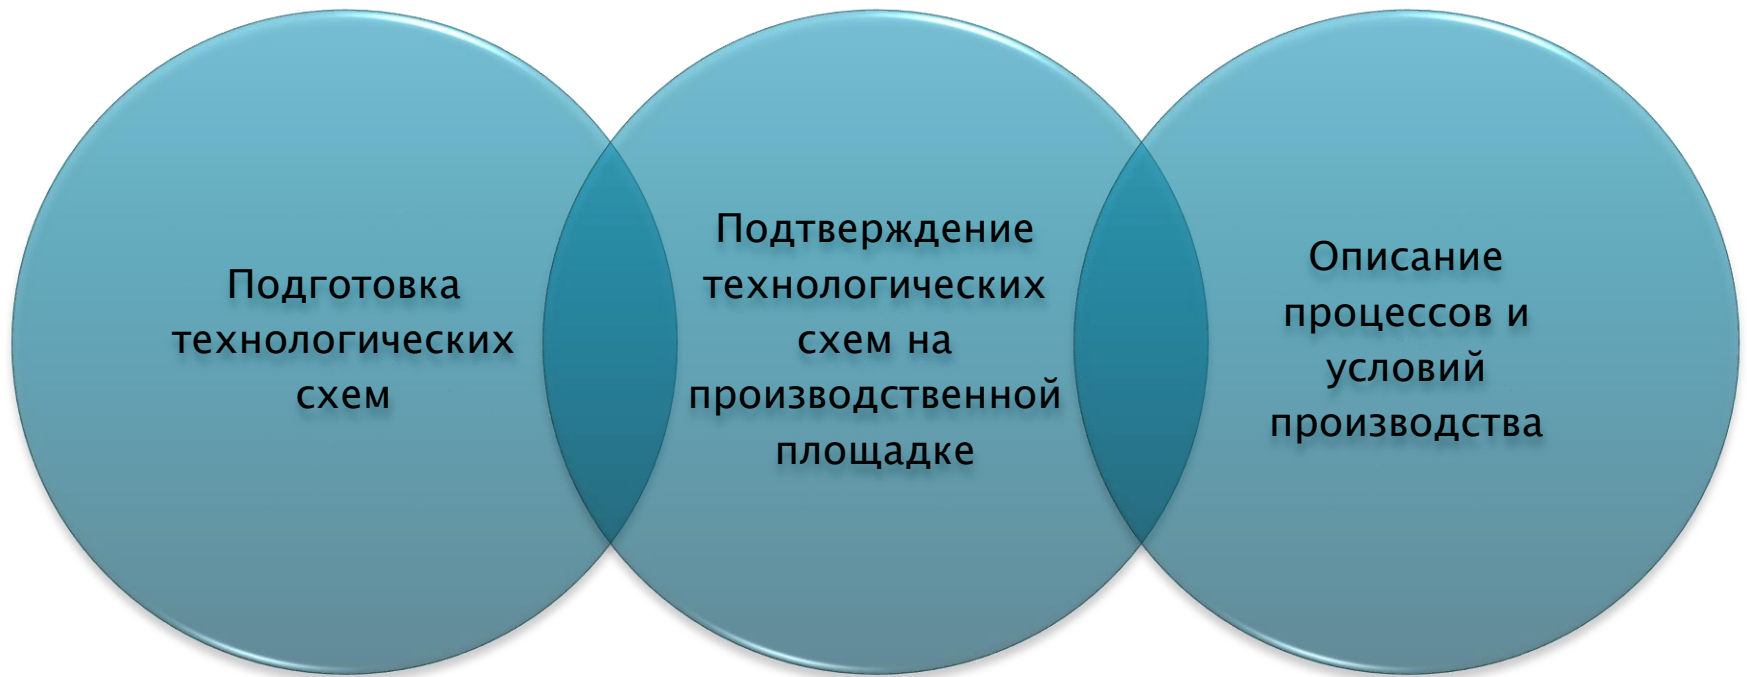 Подготовка
технологических
схем
Подтверждение
технологических
схем на
производственной
площадке
Описание
процессов и
условий
производства